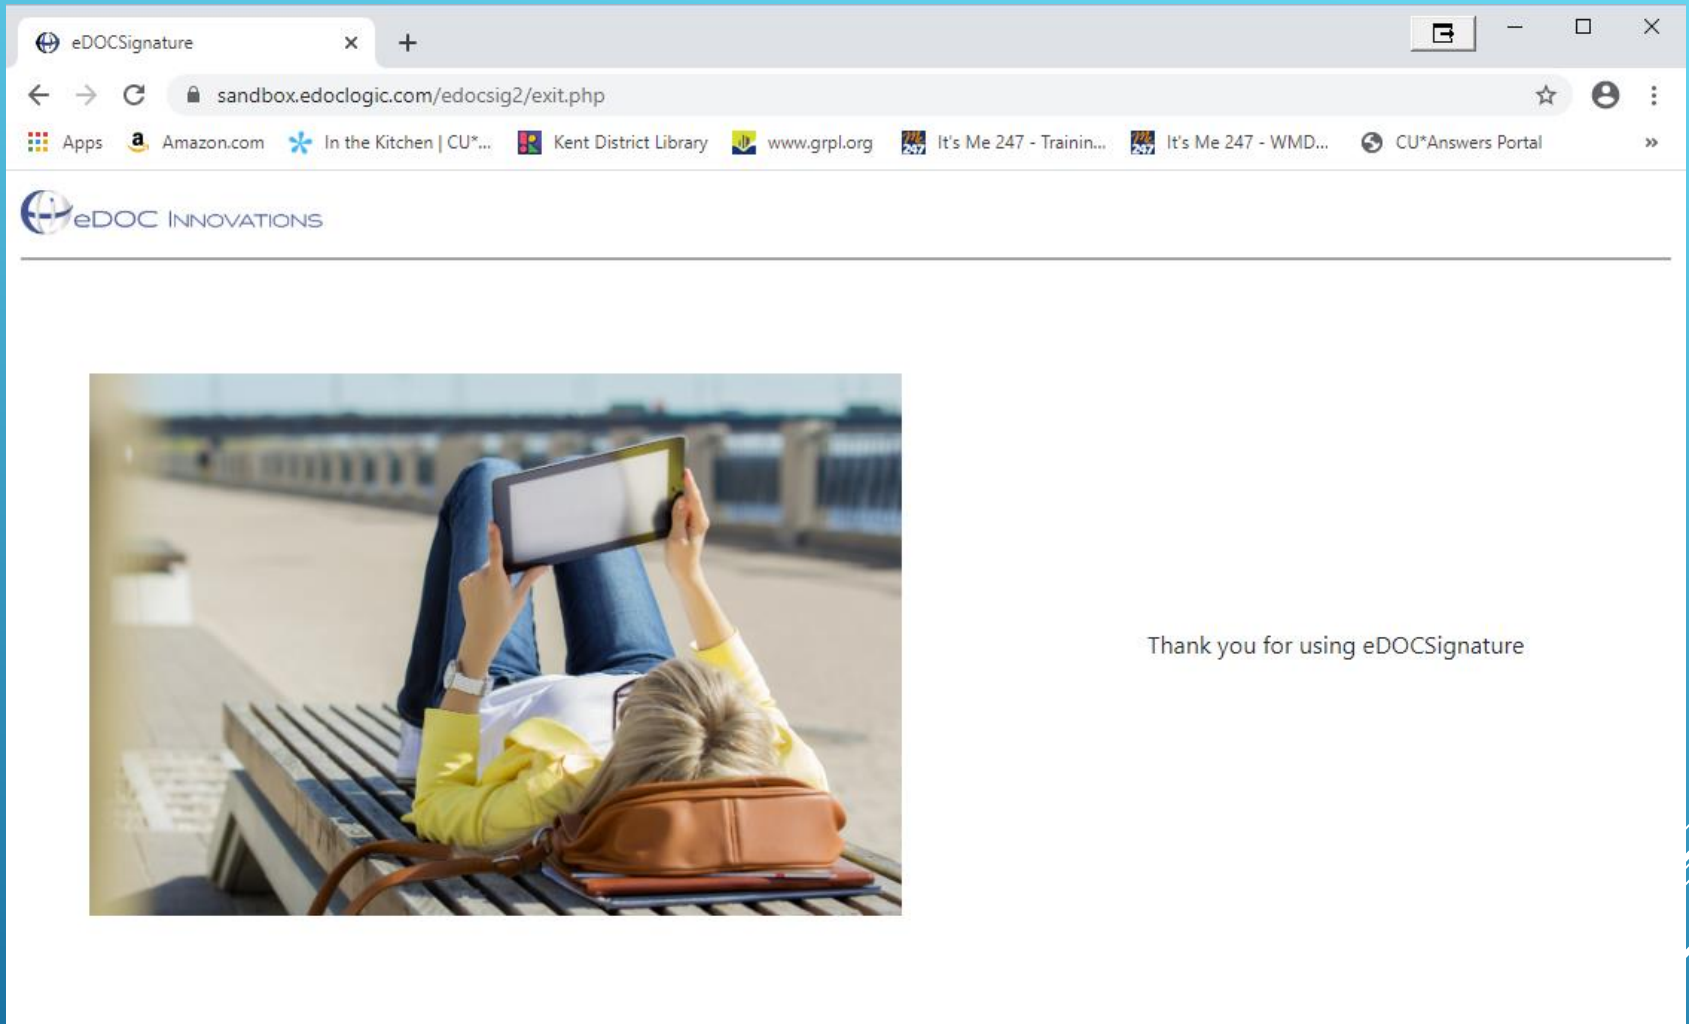 eDOCSignature
sandbox.edoclogic.com/edocsig2/exit.php
Apps
Amazon.com
In the Kitchen | CU*...
Kent District Library
www.grpl.org
It's Me 247 - Trainin...
It's Me 247 - WMD...
CU*Answers Portal
eDOC INNOVATIONS
Thank you for using eDOCSignature